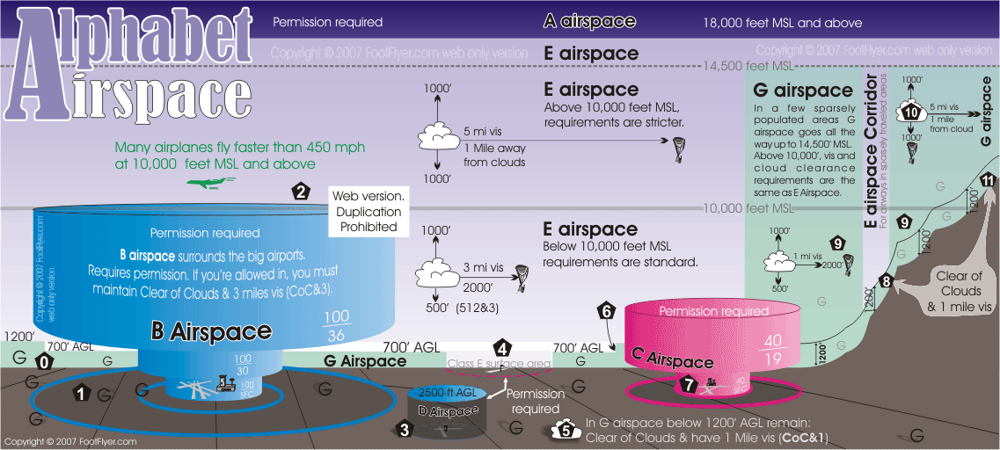 Alphabet
Airspace
Permission required
A airspace
18,000 feet MSL and above
Copyright © 2007 FootFlyer.com web only version
E airspace
Copyright © 2007 FootFlyer.com web only version
14,500 feet MSL
E airspace
Above 10,000 feet MSL,
requirements are stricter.
1000'
5 mi vis
1 Mile away
from clouds
1000'
G airspace
In a few sparsely
populated areas G
airspace goes all the
way up to 14,500' MSL.
Above 10,000', vis and
cloud clearance
requirements are the
same as E Airspace.
E airspace Corridor
For airways in sparsely traveled areas
1000'
10
5 mi vis
1 mile
from cloud
1000'
G airspace
Many airplanes fly faster than 450 mph
at 10,000 feet MSL and above
2
Web version.
Duplication
Prohibited
10,000 feet MSL
G
1200'
11
Copyright © 2007 FootFlyer.com
web only version
Permission required
B airspace surrounds the big airports.
Requires permission. If you're allowed in, you must
maintain Clear of Clouds & 3 miles vis (CoC&3).
B Airspace
100
36
1000'
3 mi vis
2000'
500'
(512&3)
E airspace
Below 10,000 feet MSL
requirements are standard.
1000'
9
1 mi vis
2000'
500'
9
G
1200'
8
1200'
G
Clear of
Clouds
& 1 mile vis
6
Permission required
C Airspace
40
19
7
40
SFC
1200'
G
1200'
G
0
700' AGL
G
100
30
100
SFC
700' AGL
G Airspace
4
Class E surface area
700' AGL
G
1
G
G
G
G
2500 ft AGL
D Airspace
3
Permission
required
G
G
5
In G airspace below 1200' AGL remain:
Clear of Clouds & have 1 Mile vis (CoC&1)
G
Copyright © 2007 FootFlyer.com